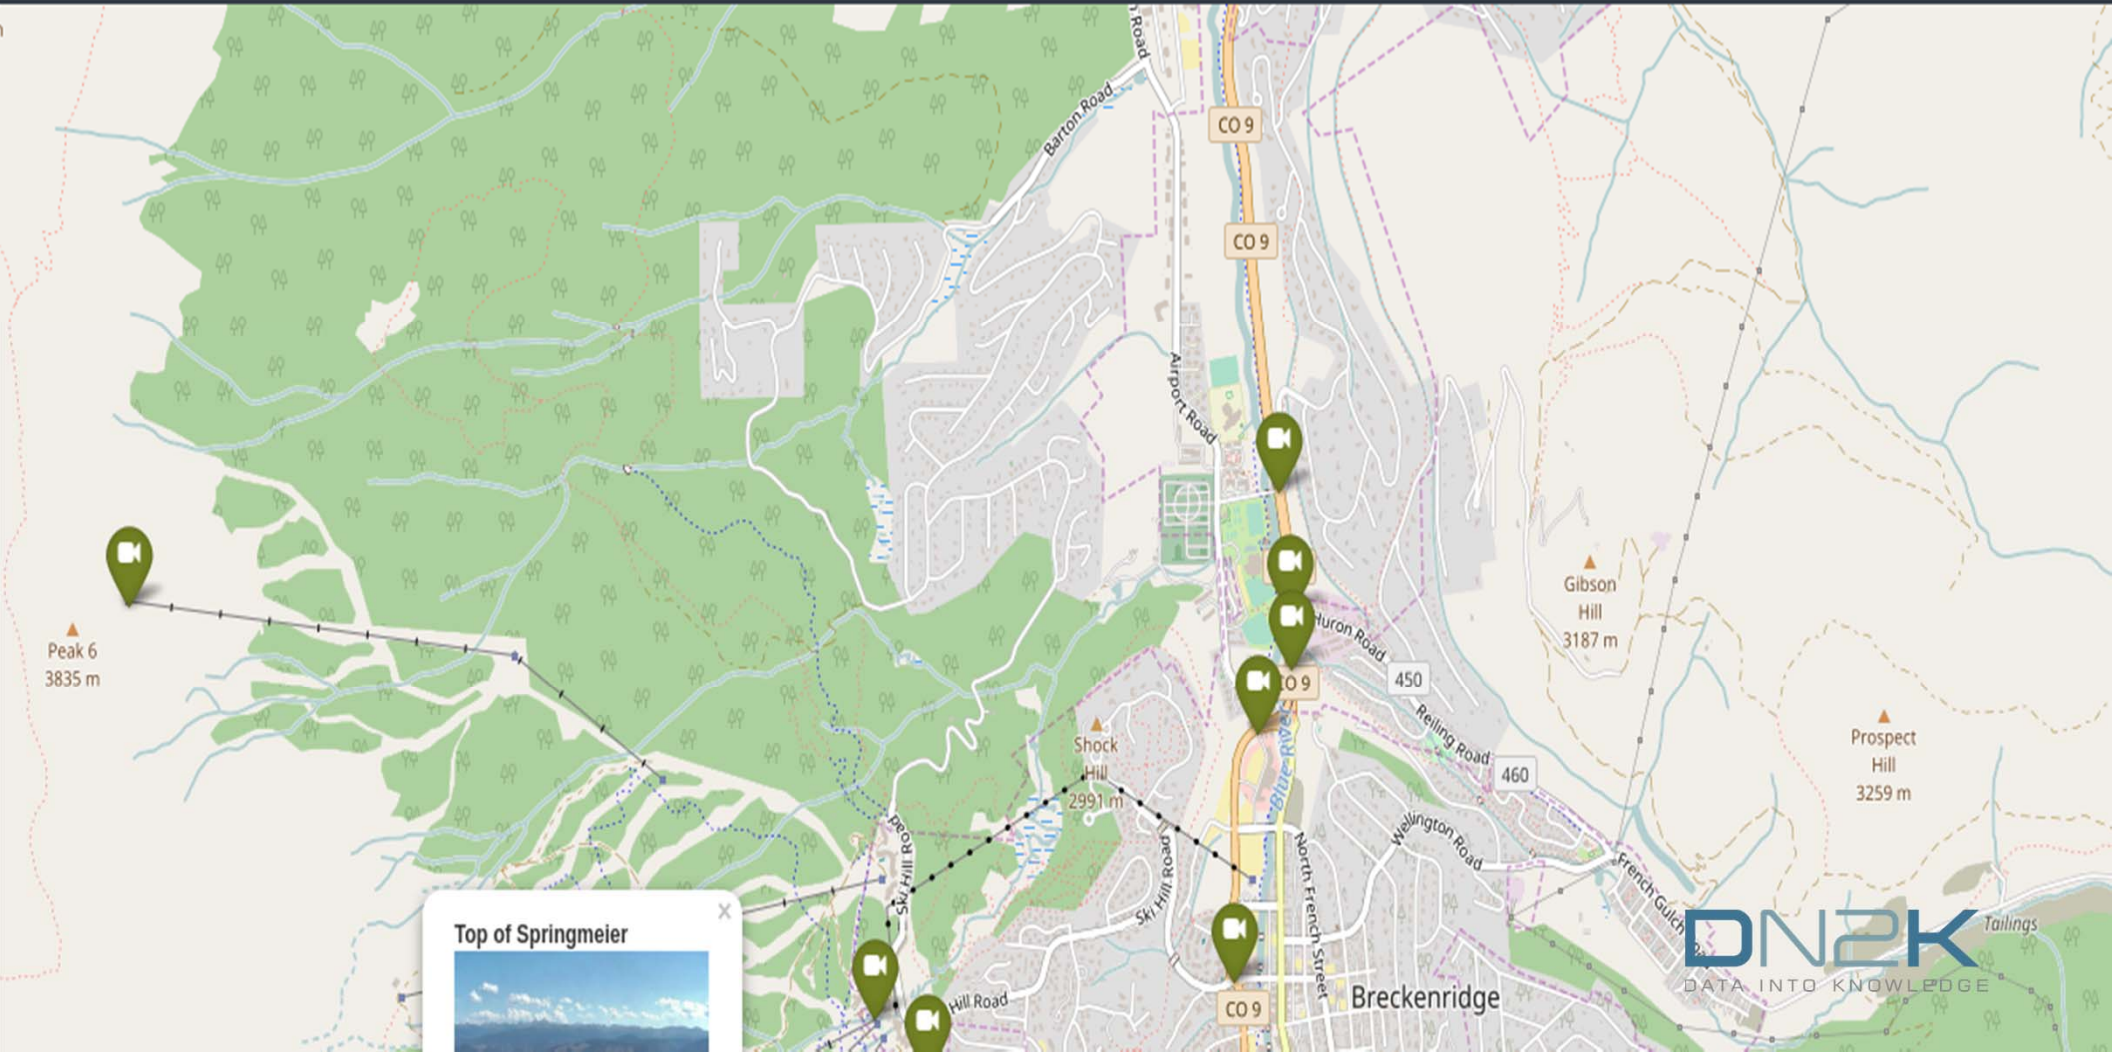 Road
Barton Road
CO 9
CO 9
Airport Road
Gibson
Hill
3187 m
Huron Road
Peak 6
3835 m
CO 9
450
Reiling Road
Shock
Hill
2991 m
Blue River
460
Prospect
Hill
3259 m
Wellington Road
Ski Hill Road
Ski Hill Road
North French Street
French Gulch
Top of Springmeier
×
DN2K
DATA INTO KNOWLEDGE
Tailings
Hill Road
CO 9
Breckenridge